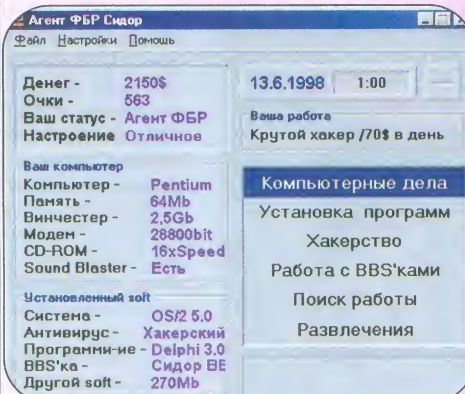 Агент ФБР Сидор
Файл Настройки Помощь
Денег - 2150$
Очки - 563
Ваш статус - Агент ФБР
Настроение Отличное
13.6.1998 1:00
Ваша работа
Крутой хакер /70$ в день
Ваш компьютер
Компьютер - Pentium
Память - 64Mb
Винчестер - 2,5Gb
Модем - 28800bit
CD-ROM - 16xSpeed
Sound Blaster - Есть
Установленный soft
Система - OS/2 5.0
Антивирус - Хакерский
Программи-ие - Delphi 3.0
BBS'ка - Сидор BE
Другой soft - 270Mb
Компьютерные дела
Установка программ
Хакерство
Работа с BBS'ками
Поиск работы
Развлечения